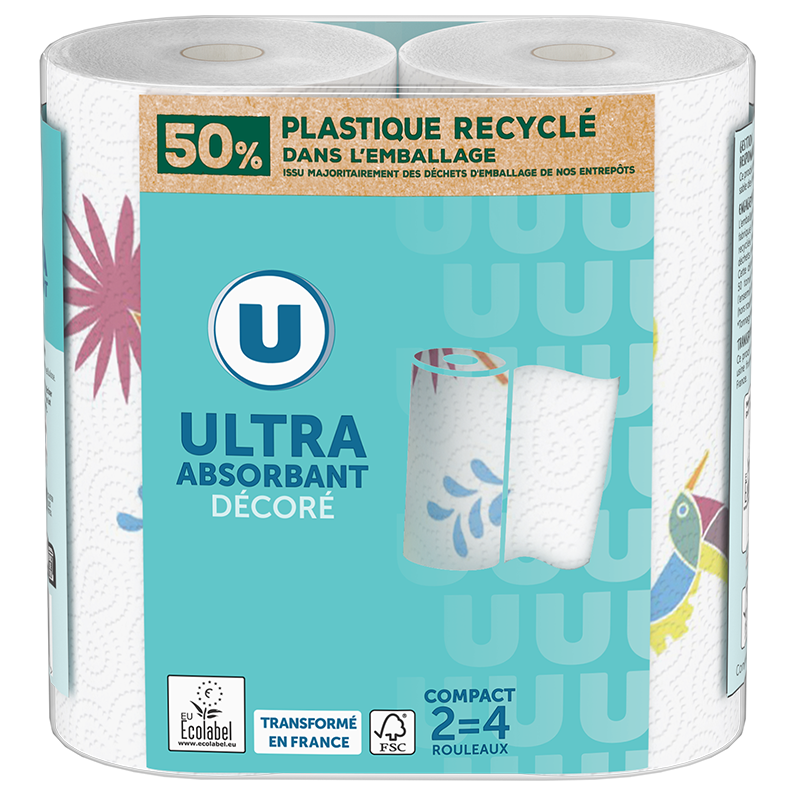 50%
PLASTIQUE RECYCLÉ
DANS L'EMBALLAGE
ISSU MAJORITAIREMENT DES DÉCHETS D'EMBALLAGE DE NOS ENTREPÔTS
U
ULTRA
ABSORBANT
DÉCORÉ
EU
Ecolabel
www.ecolabel.eu
TRANSFORMÉ
EN FRANCE
FSC
COMPACT
2=4
ROULEAUX